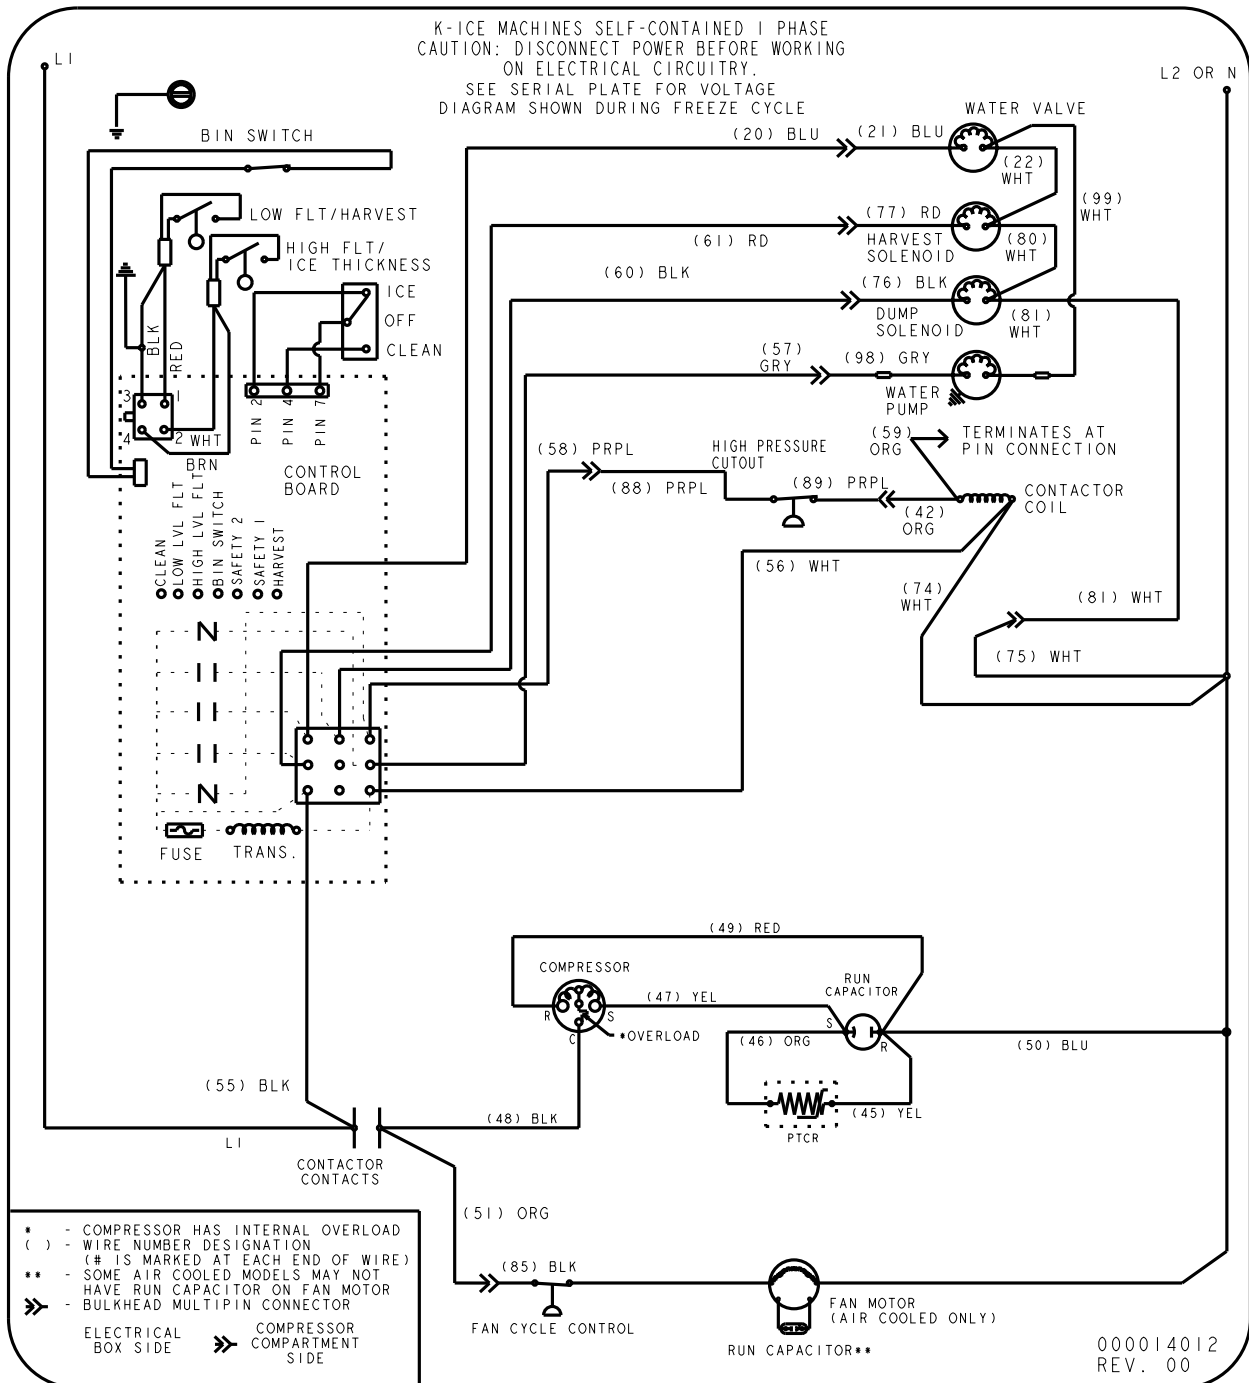 K-ICE MACHINES SELF-CONTAINED 1 PHASE
CAUTION: DISCONNECT POWER BEFORE WORKING
ON ELECTRICAL CIRCUITRY.
SEE SERIAL PLATE FOR VOLTAGE
DIAGRAM SHOWN DURING FREEZE CYCLE
L1
L2 OR N
WATER VALVE
BIN SWITCH
(20) BLU
(21) BLU
(22)
WHT
(99)
WHT
LOW FLT/HARVEST
(77) RD
(61) RD
HARVEST
SOLENOID
(80)
WHT
HIGH FLT/
ICE THICKNESS
(60) BLK
(76) BLK
ICE
OFF
CLEAN
DUMP
SOLENOID
(81)
WHT
BLK
RED
(57)
GRY
(98) GRY
WATER
PUMP
3
1
4
2
WHT
BRN
PIN 2
PIN 4
PIN 7
(59)
ORG
TERMINATES AT
PIN CONNECTION
(58) PRPL
HIGH PRESSURE
CUTOUT
(88) PRPL
(89) PRPL
CONTROL
BOARD
CONTACTOR
COIL
(42)
ORG
CLEAN
LOW LVL FLT
HIGH LVL FLT
BIN SWITCH
SAFETY 2
SAFETY 1
HARVEST
(56) WHT
(74)
WHT
(81) WHT
(75) WHT
FUSE
TRANS.
(49) RED
COMPRESSOR
RUN
CAPACITOR
(47) YEL
R
S
C
*OVERLOAD
S
R
(46) ORG
(50) BLU
(55) BLK
(48) BLK
(45) YEL
PTCR
L1
CONTACTOR
CONTACTS
(51) ORG
(85) BLK
FAN CYCLE CONTROL
FAN MOTOR
(AIR COOLED ONLY)
RUN CAPACITOR**
* - COMPRESSOR HAS INTERNAL OVERLOAD
( ) - WIRE NUMBER DESIGNATION
(# IS MARKED AT EACH END OF WIRE)
** - SOME AIR COOLED MODELS MAY NOT
HAVE RUN CAPACITOR ON FAN MOTOR
- BULKHEAD MULTIPIN CONNECTOR
ELECTRICAL
BOX SIDE
COMPRESSOR
COMPARTMENT
SIDE
000014012
REV. 00